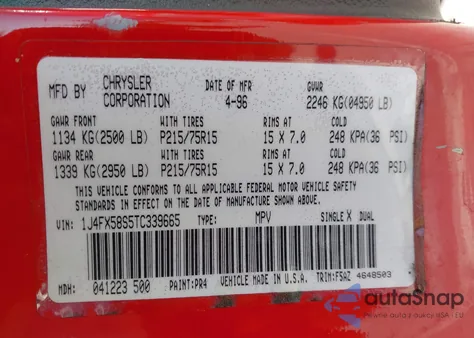 MFD BY CHRYSLER CORPORATION DATE OF MFR 4-96 GVWR 2246 KG(04950 LB)
GAWR FRONT WITH TIRES RIMS AT COLD
1134 KG(2500 LB) P215/75R15 15 X 7.0 248 KPA(36 PSI)
GAWR REAR WITH TIRES RIMS AT COLD
1339 KG(2950 LB) P215/75R15 15 X 7.0 248 KPA(36 PSI)
THIS VEHICLE CONFORMS TO ALL APPLICABLE FEDERAL MOTOR VEHICLE SAFETY
STANDARDS IN EFFECT ON THE DATE OF MANUFACTURE SHOWN ABOVE.
VIN: 1J4FX58S5TC339665 TYPE: MPV SINGLE X DUAL
MDH: 041223 500 PAINT:PR4 VEHICLE MADE IN U.S.A. TRIM:F5AZ 4648503
autaSnap